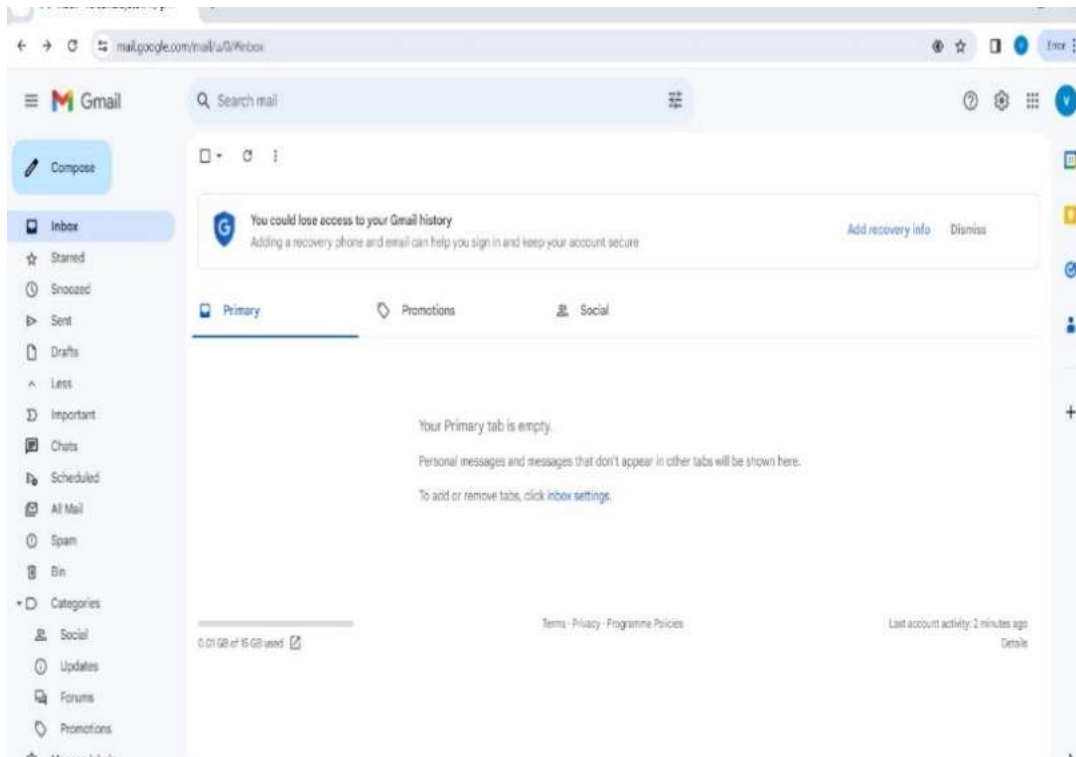 mail.google.com/mail/u/0/#inbox
Error
Gmail
Search mail
V
Compose
You could lose access to your Gmail history
Adding a recovery phone and email can help you sign in and keep your account secure
Add recovery info Dismiss
Inbox
Starred
Snoozed
Sent
Drafts
Less
Important
Chats
Scheduled
All Mail
Spam
Bin
Categories
Social
Updates
Forums
Promotions
Primary Promotions Social
Your Primary tab is empty.
Personal messages and messages that don't appear in other tabs will be shown here.
To add or remove tabs, click inbox settings.
0.01 GB of 15 GB used
Terms · Privacy · Programme Policies
Last account activity: 2 minutes ago
Details